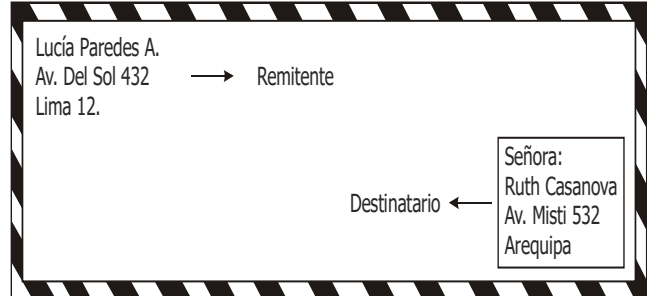 Lucía Paredes A.
Av. Del Sol 432
Lima 12.
Remitente
Destinatario
Señora:
Ruth Casanova
Av. Misti 532
Arequipa